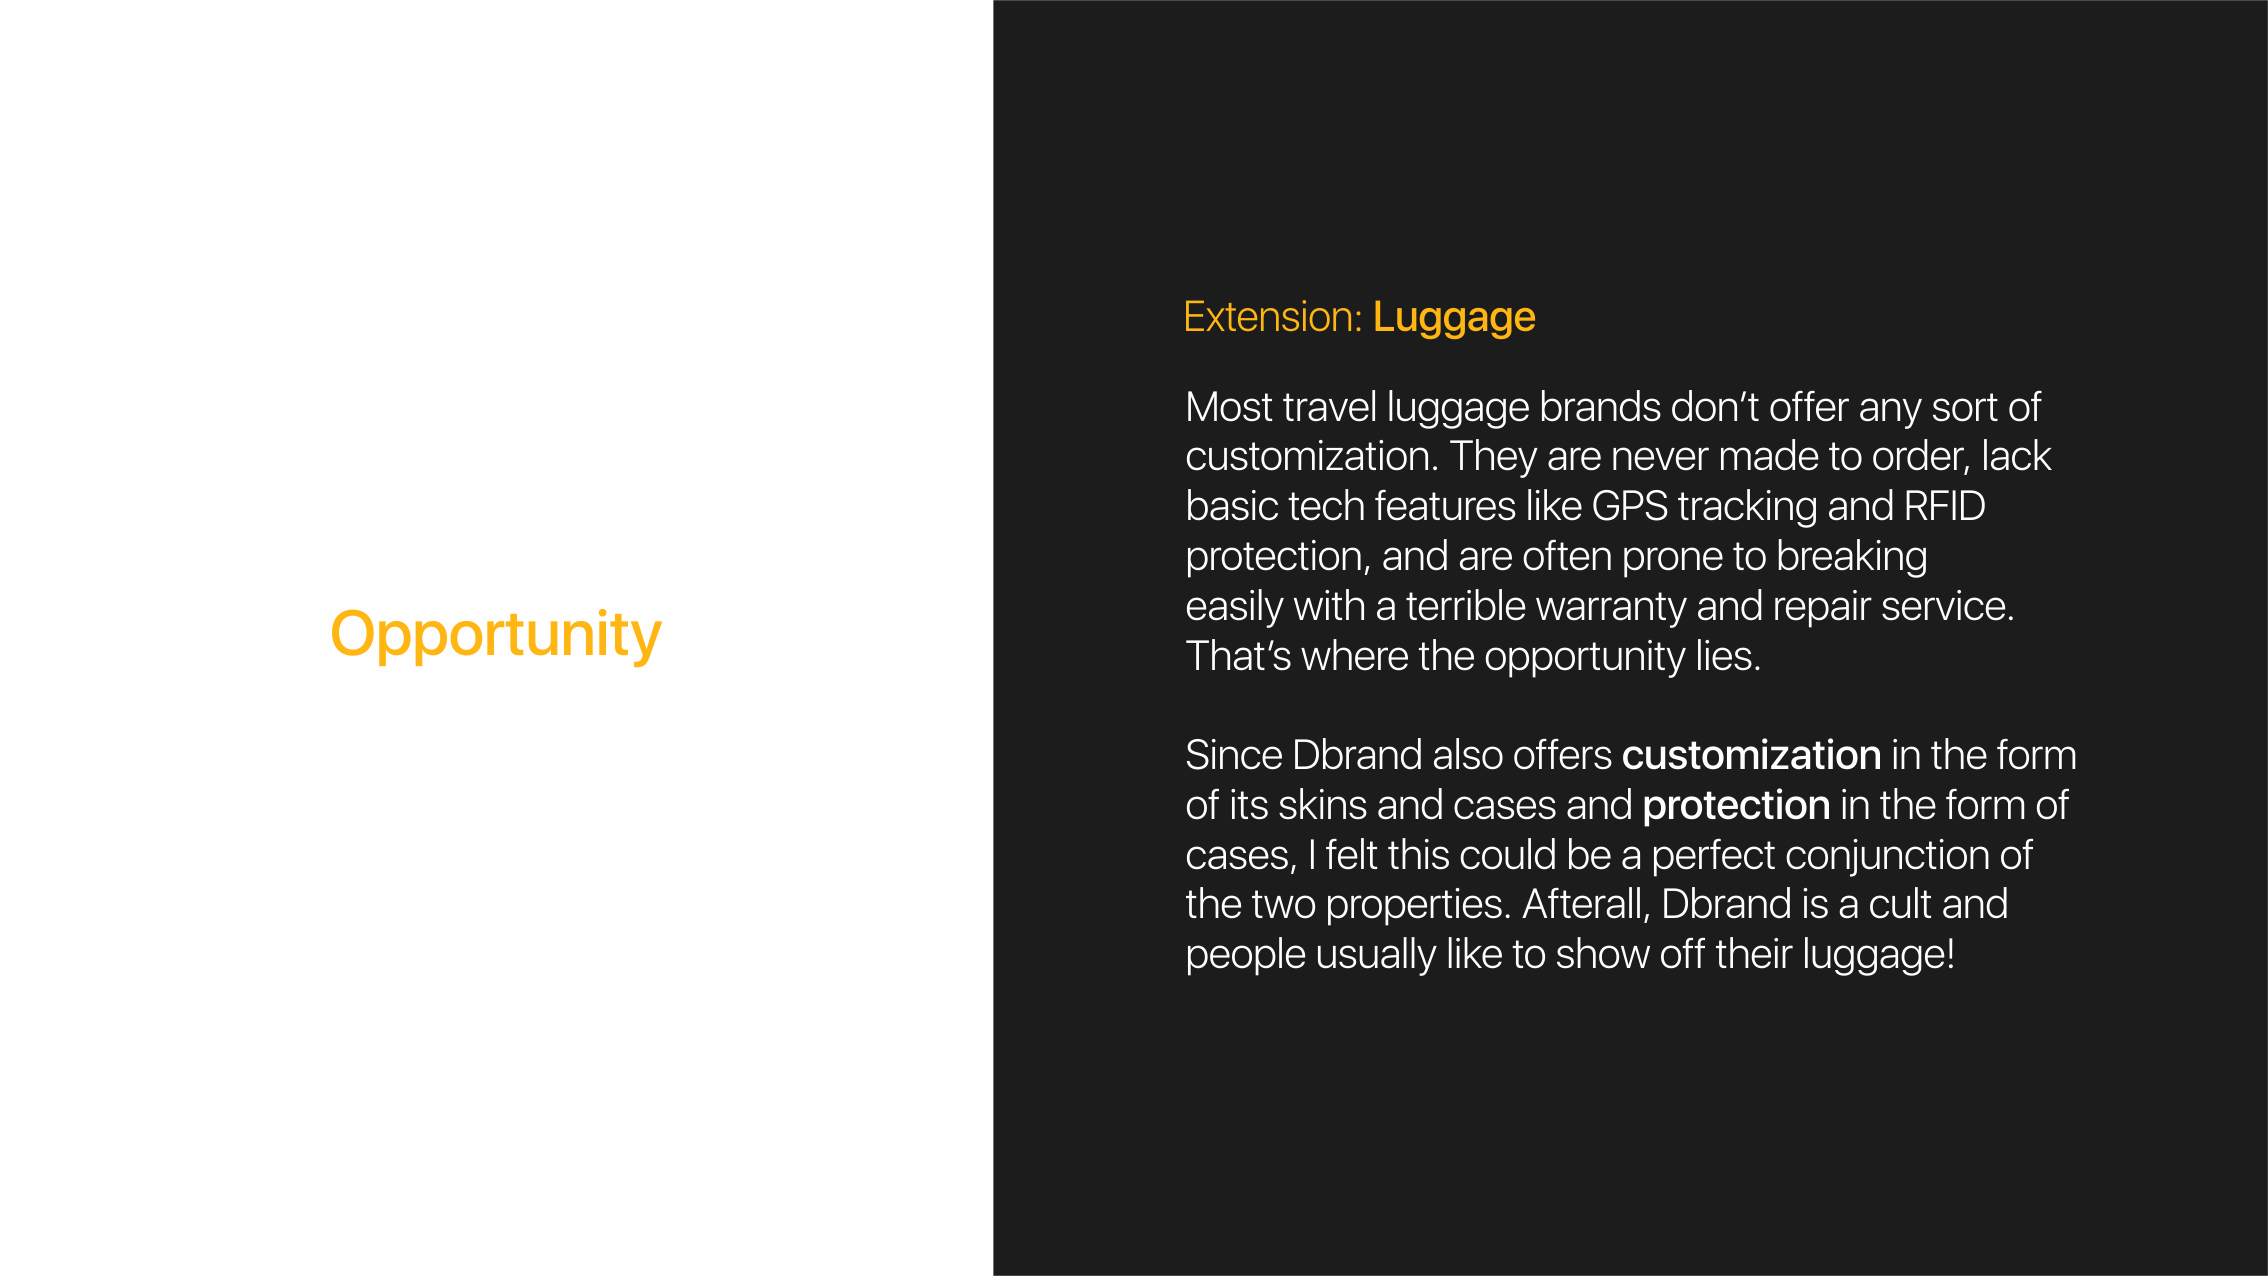 Opportunity
Extension: Luggage
Most travel luggage brands don’t offer any sort of
customization. They are never made to order, lack
basic tech features like GPS tracking and RFID
protection, and are often prone to breaking
easily with a terrible warranty and repair service.
That’s where the opportunity lies.
Since Dbrand also offers customization in the form
of its skins and cases and protection in the form of
cases, I felt this could be a perfect conjunction of
the two properties. Afterall, Dbrand is a cult and
people usually like to show off their luggage!